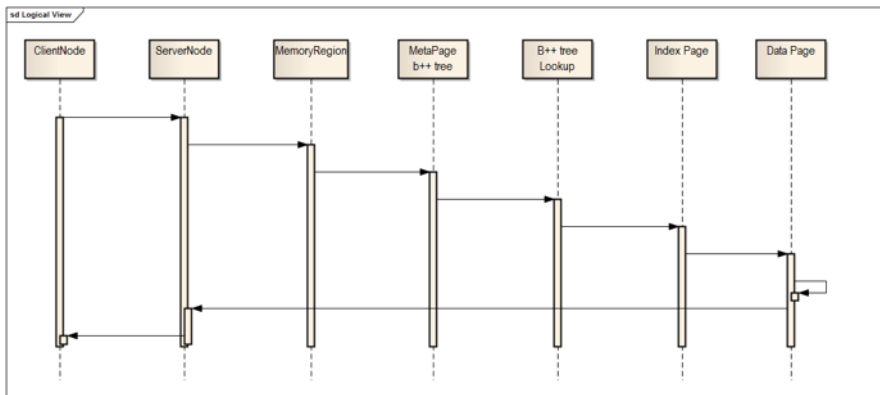 sd Logical View
ClientNode
ServerNode
MemoryRegion
MetaPage
b++ tree
B++ tree
Lookup
Index Page
Data Page